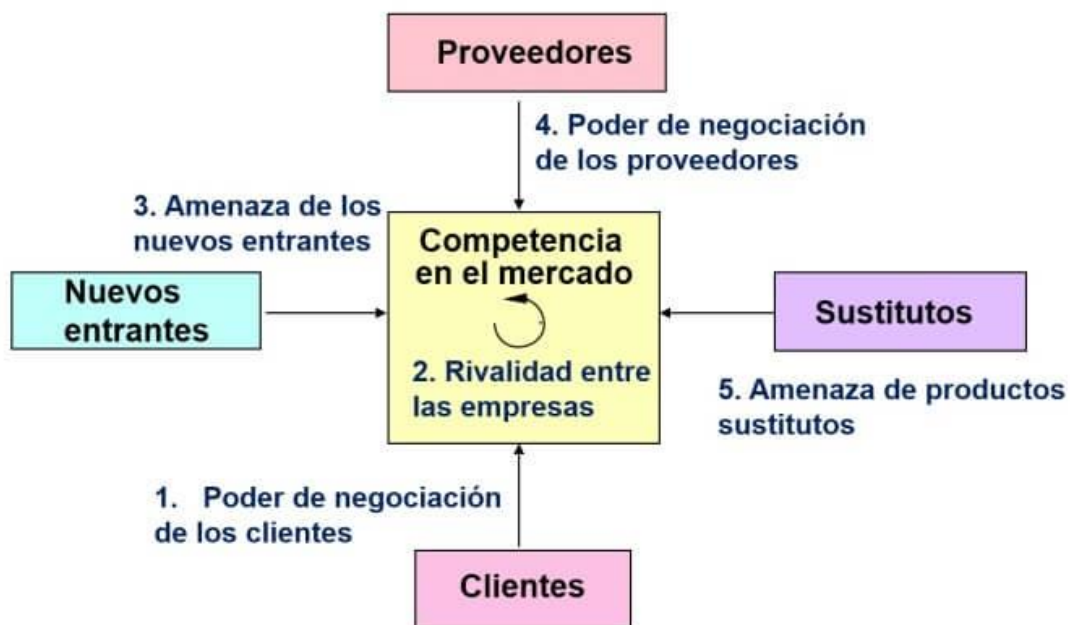 Proveedores
4. Poder de negociación
de los proveedores
3. Amenaza de los
nuevos entrantes
Competencia
en el mercado
Nuevos
entrantes
Sustitutos
2. Rivalidad entre
las empresas
5. Amenaza de productos
sustitutos
1. Poder de negociación
de los clientes
Clientes